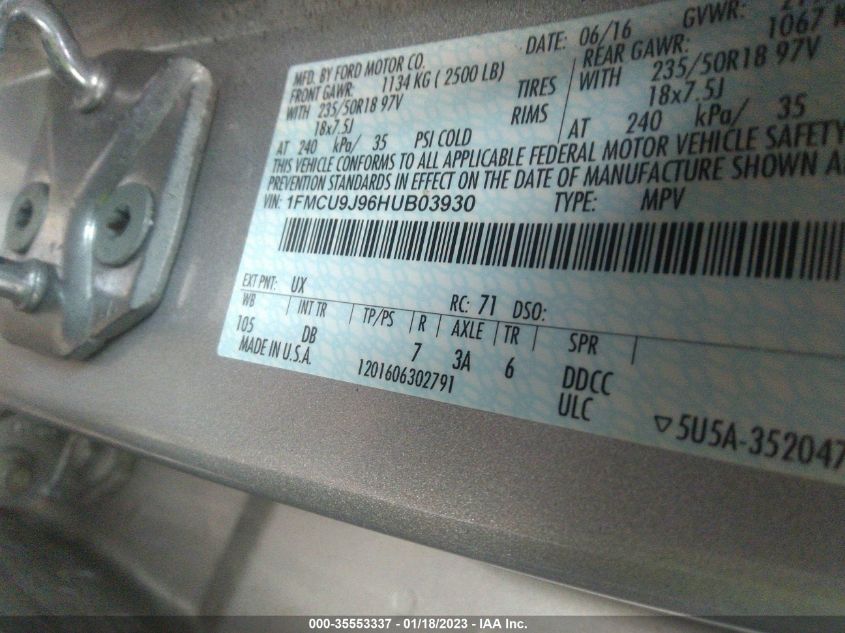 MFD. BY FORD MOTOR CO. DATE: 06/16 GVWR:
FRONT GAWR: 1134 KG ( 2500 LB) REAR GAWR: 1067
WITH 235/50R18 97V TIRES WITH 235/50R18 97V
18x7.5J RIMS 18x7.5J
AT 240 kPa/ 35 PSI COLD AT 240 kPa/ 35
THIS VEHICLE CONFORMS TO ALL APPLICABLE FEDERAL MOTOR VEHICLE SAFETY
PREVENTION STANDARDS IN EFFECT ON THE DATE OF MANUFACTURE SHOWN
VIN: 1FMCU9J96HUB03930 TYPE: MPV
EXT PNT: UX RC: 71 DSO:
WB INT TR TP/PS R AXLE TR SPR
105 DB 7 3A 6 DDCC
MADE IN U.S.A. 1201606302791 ULC
▽5U5A-352047
000-35553337 - 01/18/2023 - IAA Inc.